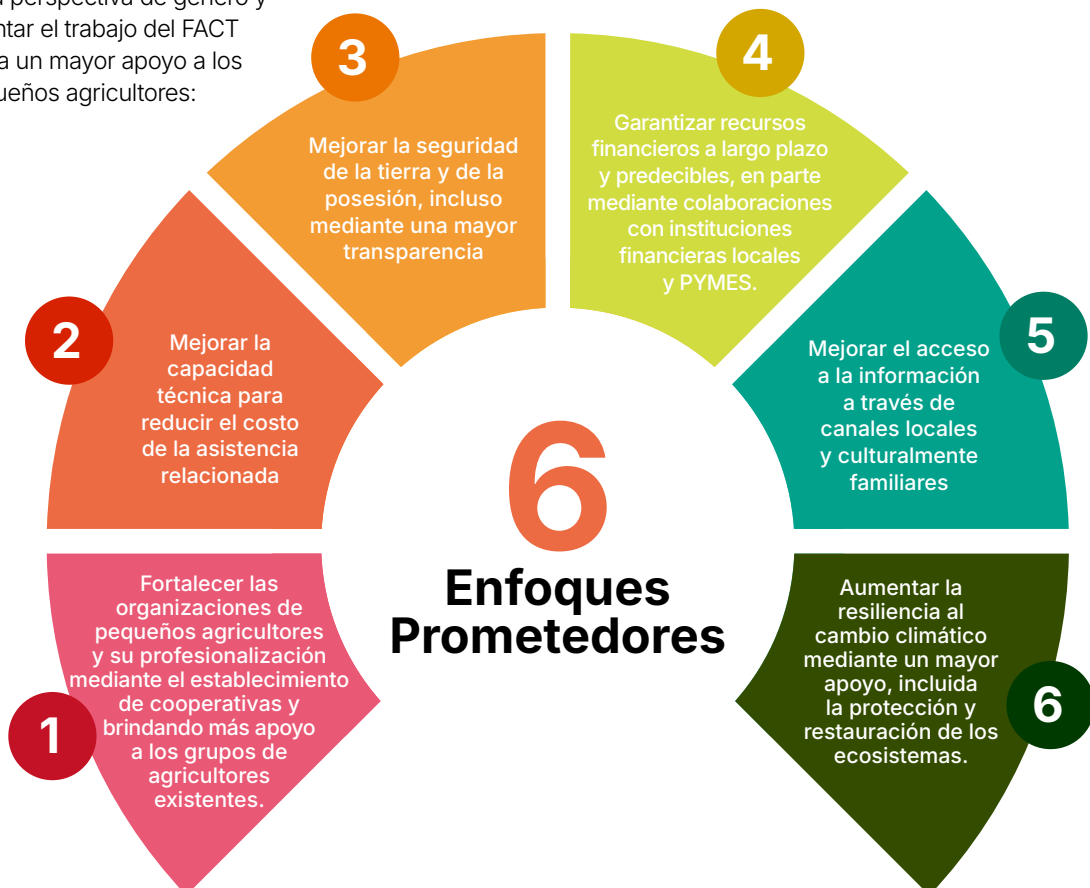 perspectiva de género y
el trabajo del FACT
un mayor apoyo a los
agricultores:
1
Fortalecer las
organizaciones de
pequeños agricultores
y su profesionalización
mediante el establecimiento
de cooperativas y
brindando más apoyo
a los grupos de
agricultores
existentes.
2
Mejorar la
capacidad
técnica para
reducir el costo
de la asistencia
relacionada
3
Mejorar la seguridad
de la tierra y de la
posesión, incluso
mediante una mayor
transparencia
4
Garantizar recursos
financieros a largo plazo
y predecibles, en parte
mediante colaboraciones
con instituciones
financieras locales
y PYMES.
5
Mejorar el acceso
a la información
a través de
canales locales
y culturalmente
familiares
6
Aumentar la
resiliencia al
cambio climático
mediante un mayor
apoyo, incluida
la protección y
restauración de los
ecosistemas.
6
Enfoques
Prometedores